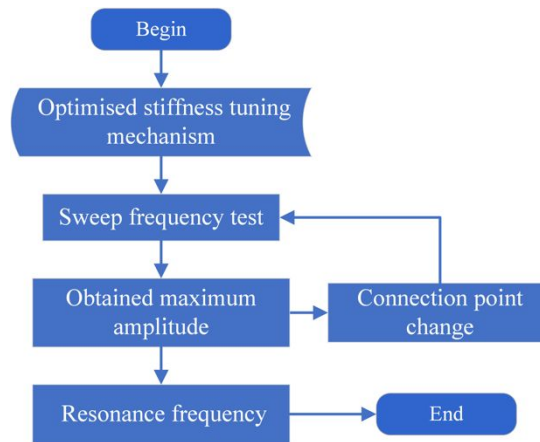 Begin
Optimised stiffness tuning
mechanism
Sweep frequency test
Obtained maximum
amplitude
Connection point
change
Resonance frequency
End